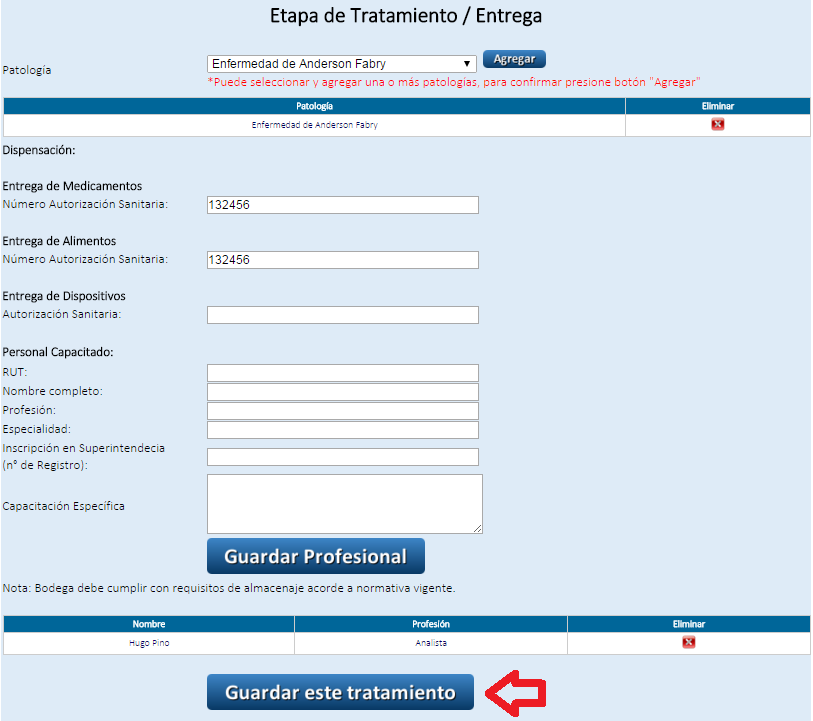 Etapa de Tratamiento / Entrega
Patología
Enfermedad de Anderson Fabry
Agregar
*Puede seleccionar y agregar una o más patologías, para confirmar presione botón "Agregar"
Patología Eliminar
Enfermedad de Anderson Fabry
Dispensación:
Entrega de Medicamentos
Número Autorización Sanitaria: 132456
Entrega de Alimentos
Número Autorización Sanitaria: 132456
Entrega de Dispositivos
Autorización Sanitaria:
Personal Capacitado:
RUT:
Nombre completo:
Profesión:
Especialidad:
Inscripción en Superintendecia
(n° de Registro):
Capacitación Específica
Guardar Profesional
Nota: Bodega debe cumplir con requisitos de almacenaje acorde a normativa vigente.
Nombre Profesión Eliminar
Hugo Pino Analista
Guardar este tratamiento